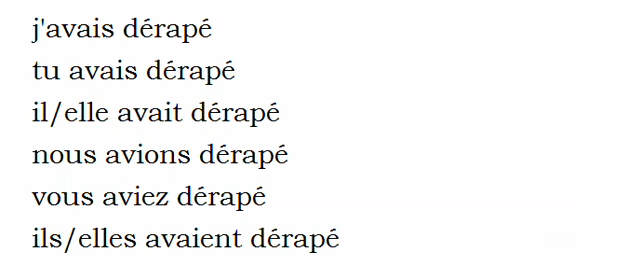 j'avais dérapé
tu avais dérapé
il/elle avait dérapé
nous avions dérapé
vous aviez dérapé
ils/elles avaient dérapé